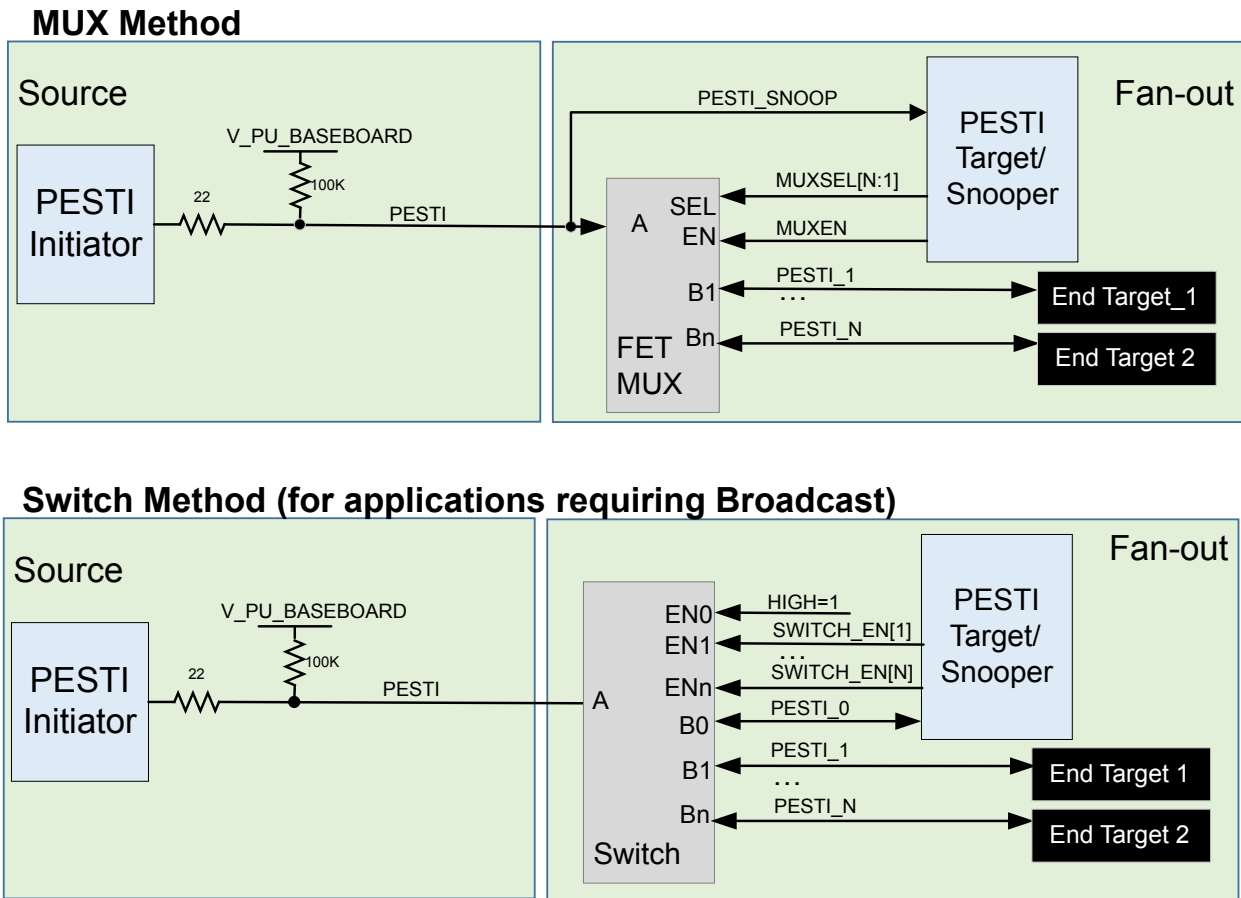 MUX Method
Source
Fan-out
PESTI_SNOOP
PESTI
Target/
Snooper
V_PU_BASEBOARD
100K
PESTI
Initiator
22
PESTI
MUXSEL[N:1]
MUXEN
A
SEL
EN
B1
Bn
FET
MUX
PESTI_1
...
PESTI_N
End Target_1
End Target 2
Switch Method (for applications requiring Broadcast)
Source
Fan-out
V_PU_BASEBOARD
100K
PESTI
Initiator
22
PESTI
A
EN0
EN1
ENn
B0
B1
Bn
Switch
HIGH=1
SWITCH_EN[1]
...
SWITCH_EN[N]
PESTI_0
PESTI_1
...
PESTI_N
PESTI
Target/
Snooper
End Target 1
End Target 2